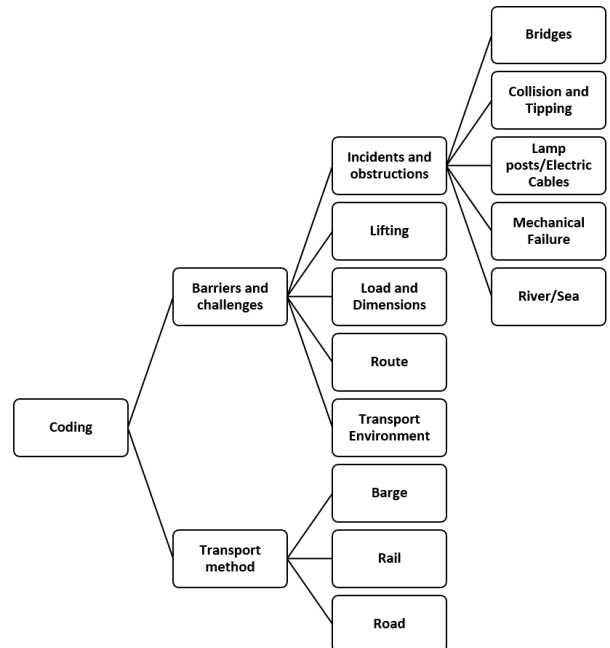 Bridges
Collision and
Tipping
Lamp
posts/Electric
Cables
Mechanical
Failure
River/Sea
Incidents and
obstructions
Lifting
Load and
Dimensions
Route
Transport
Environment
Barriers and
challenges
Coding
Transport
method
Barge
Rail
Road